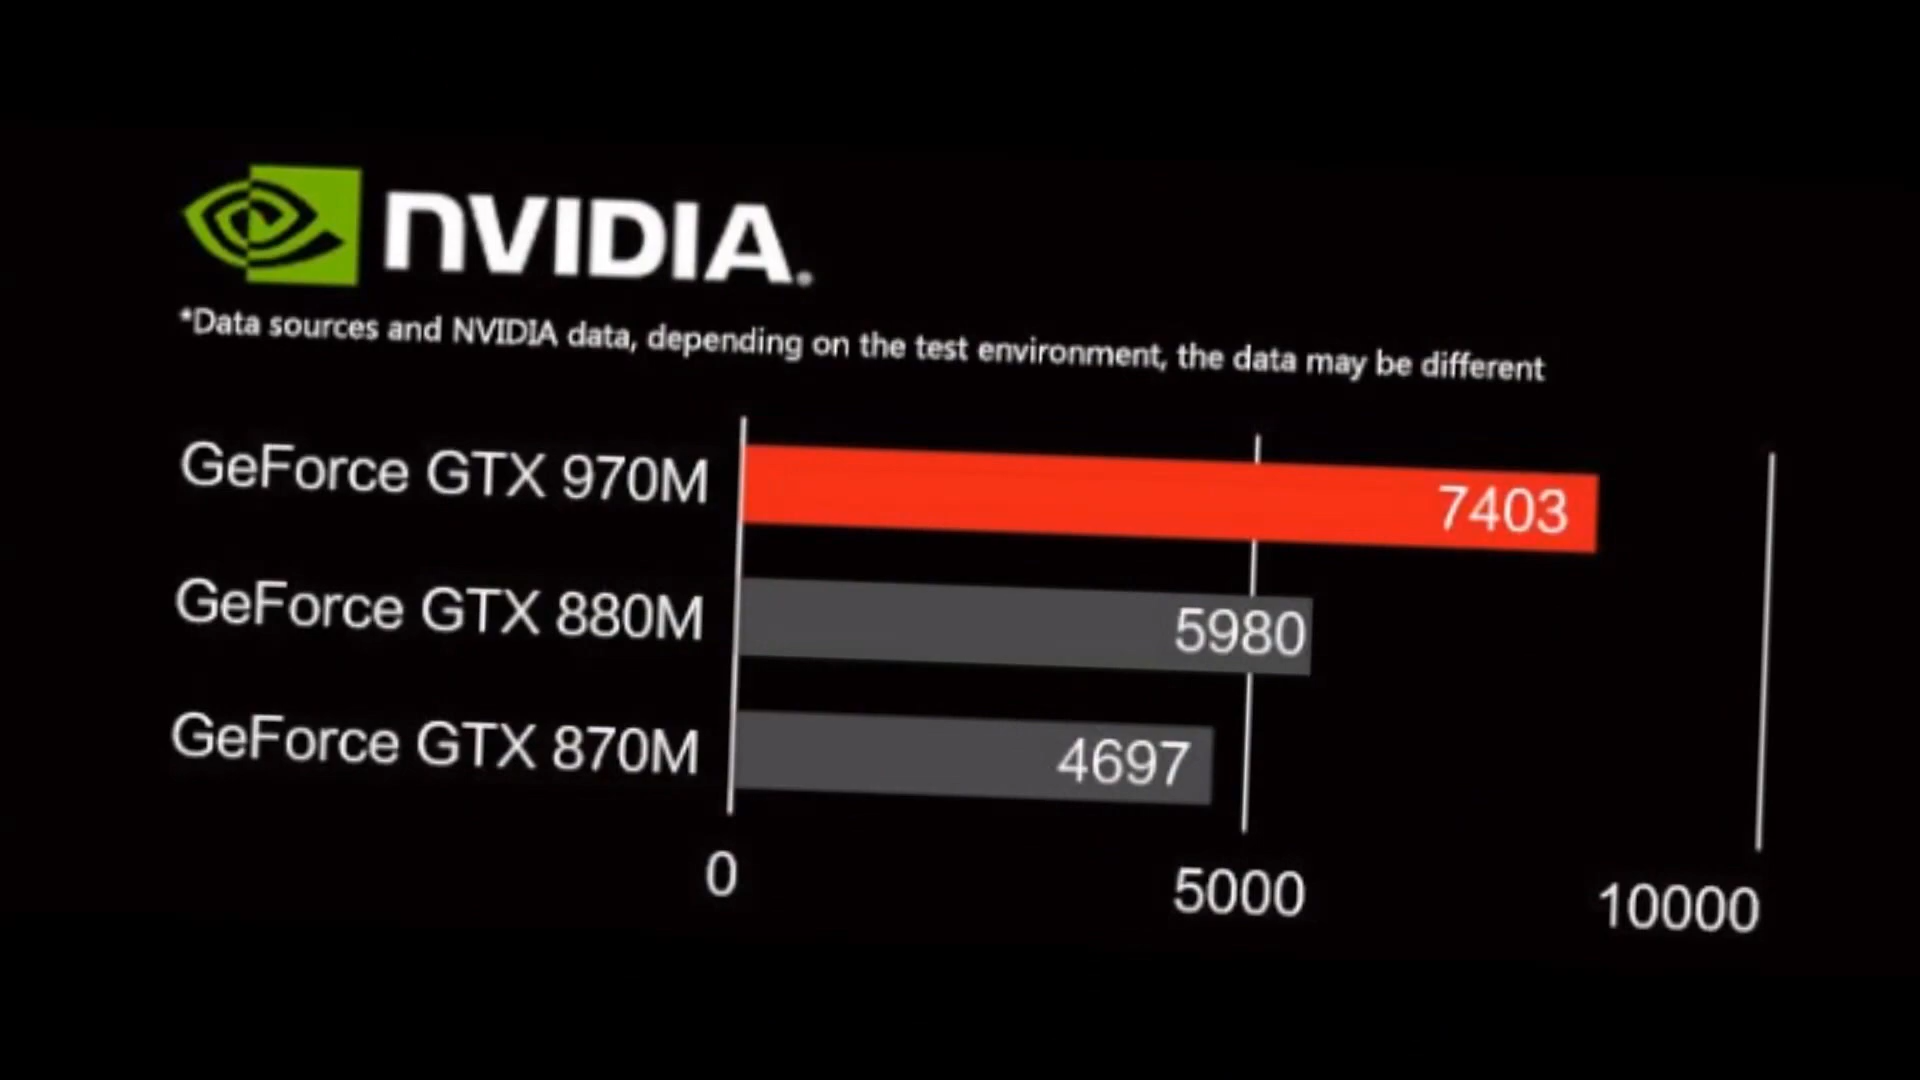 NVIDIA.
*Data sources and NVIDIA data, depending on the test environment, the data may be different
GeForce GTX 970M
7403
GeForce GTX 880M
5980
GeForce GTX 870M
4697
0
5000
10000